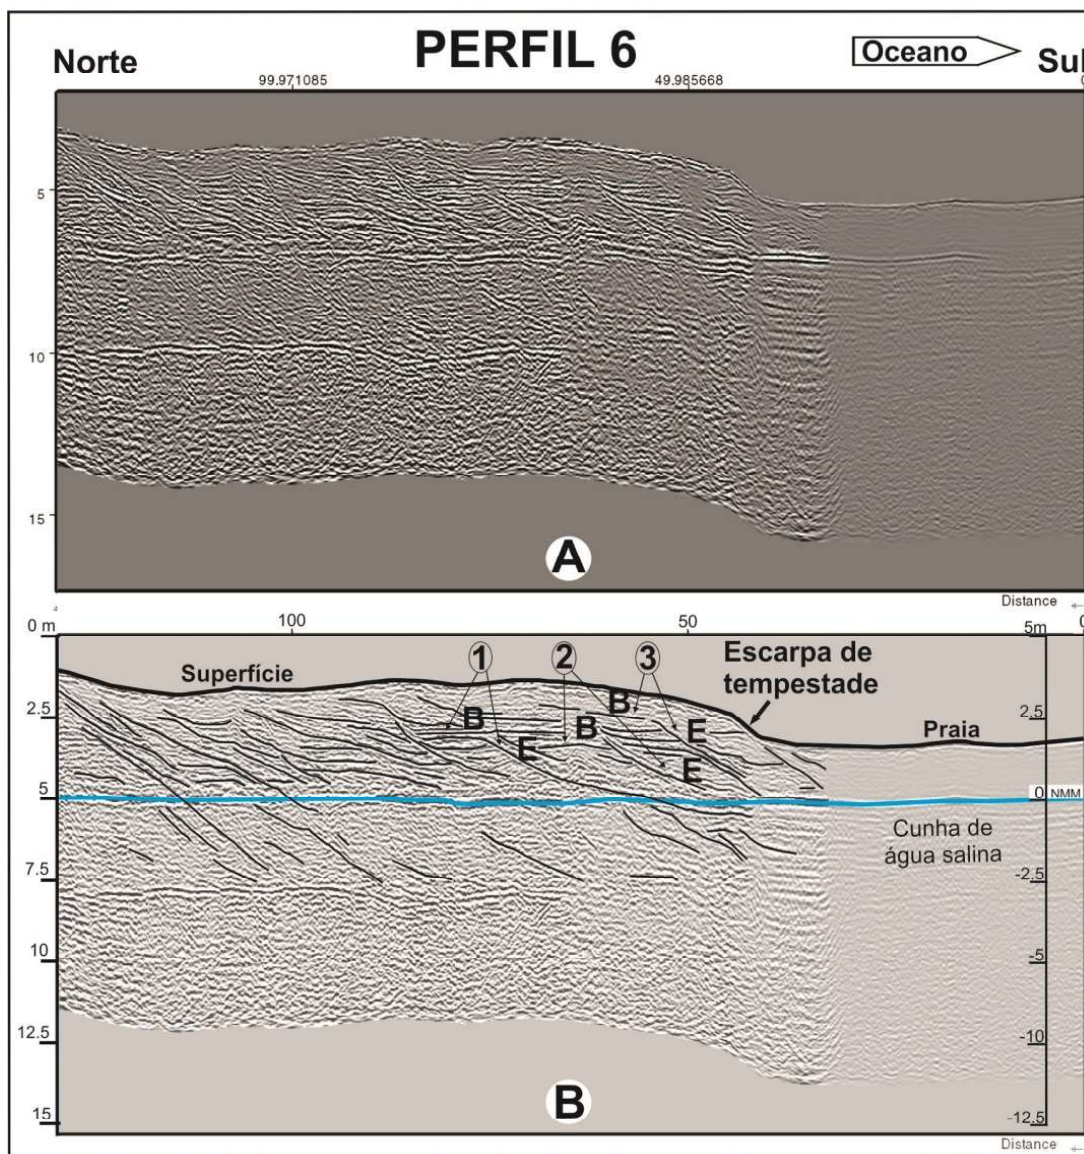 PERFIL 6
Norte
Oceano
Sul
99.971085
49.985668
5
10
15
A
Distance
0 m
100
50
5m
Superfície
1
2
3
Escarpa de
tempestade
B
2.5
B
B
E
2.5
Praia
E
E
5
0
NMM
Cunha de
água salina
7.5
-2.5
10
-5
12.5
-10
B
15
-12.5
Distance